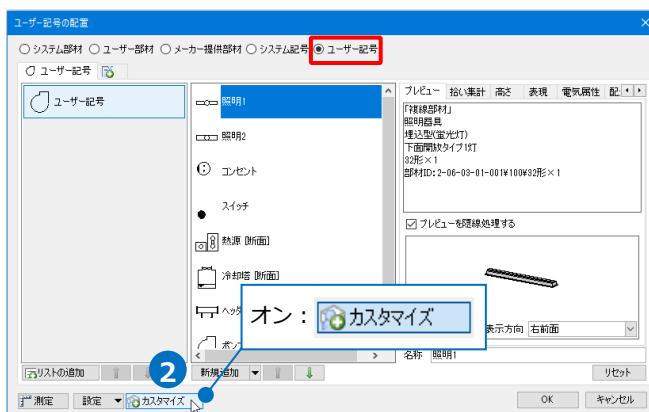 ユーザー記号の配置
システム部材 ユーザー部材 メーカー提供部材 システム記号 ユーザー記号
ユーザー記号
ユーザー記号
照明1
照明2
コンセント
スイッチ
熱源 [断面]
冷却塔 [断面]
プレビュー 拾い集計 高さ 表現 電気属性
「複線部材」
照明器具
埋込型(蛍光灯)
下面開放タイプ1灯
32形×1
部材ID:2-06-03-01-001¥100¥32形×1
プレビューを隠線処理する
表示方向 右前面
名称 照明1
オン：カスタマイズ
リストの追加
新規追加
リセット
2
測定 設定 カスタマイズ
OK キャンセル